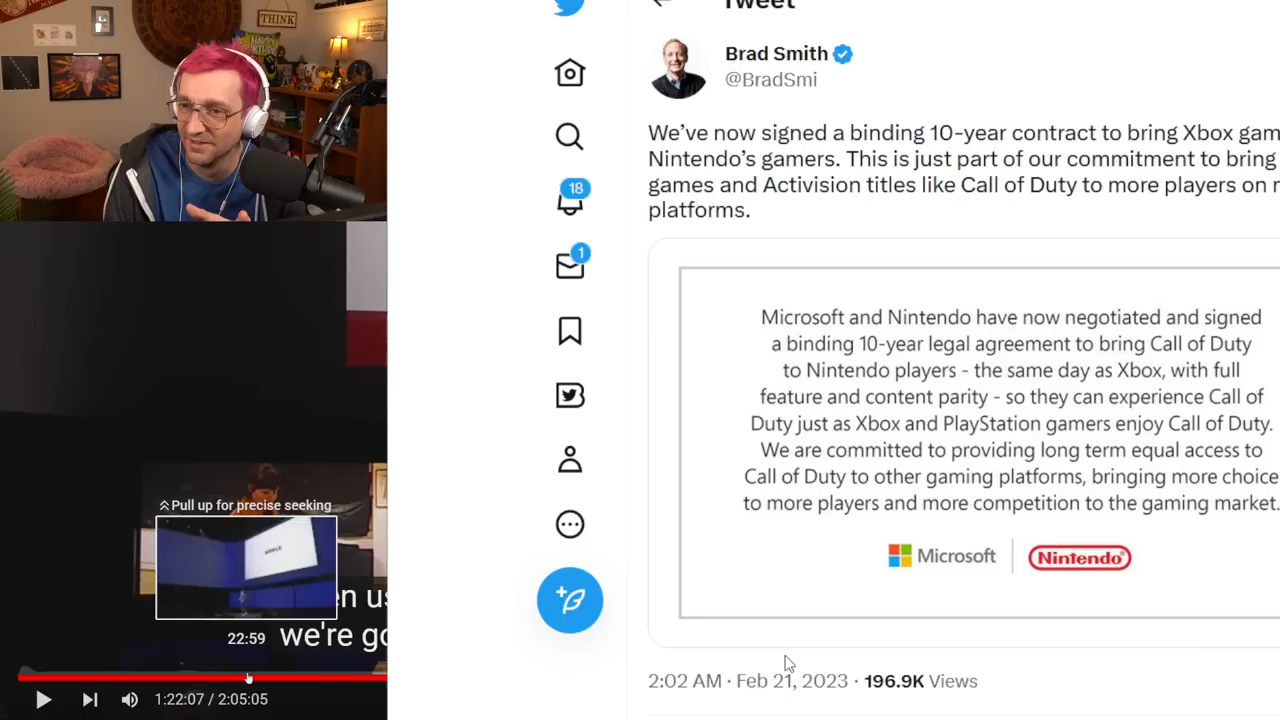 THINK
HAPPY
BIRTHDAY
Pull up for precise seeking
22:59
we're
1:22:07 / 2:05:05
18
1
Tweet
Brad Smith
@BradSmi
We've now signed a binding 10-year contract to bring Xbox gam
Nintendo's gamers. This is just part of our commitment to bring
games and Activision titles like Call of Duty to more players on
platforms.
Microsoft and Nintendo have now negotiated and signed
a binding 10-year legal agreement to bring Call of Duty
to Nintendo players - the same day as Xbox, with full
feature and content parity - so they can experience Call of
Duty just as Xbox and PlayStation gamers enjoy Call of Duty.
We are committed to providing long term equal access to
Call of Duty to other gaming platforms, bringing more choice
to more players and more competition to the gaming market.
Microsoft
Nintendo
2:02 AM · Feb 21, 2023 · 196.9K Views